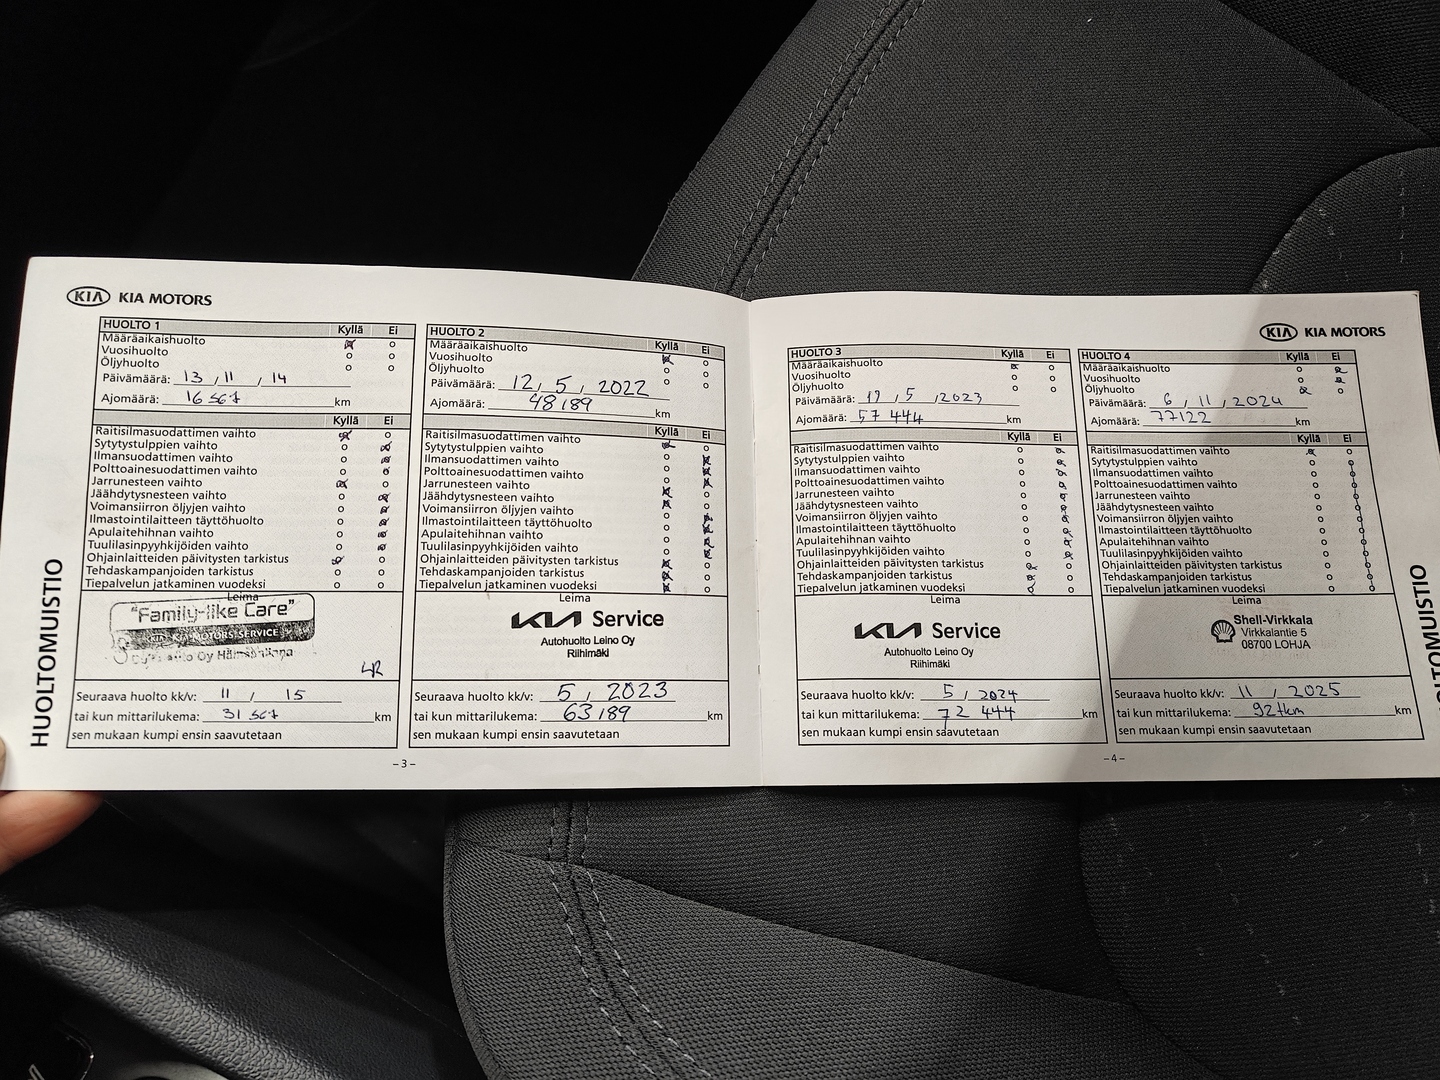 KIA KIA MOTORS
HUOLTO 1 Kyllä Ei
Määräaikaishuolto
Vuosihuolto
Öljyhuolto
Päivämäärä: 13 / 11 / 14
Ajomäärä: 16 567 km
Kyllä Ei
Raitisilmasuodattimen vaihto
Sytytystulppien vaihto
Ilmansuodattimen vaihto
Polttoainesuodattimen vaihto
Jarrunesteen vaihto
Jäähdytysnesteen vaihto
Voimansiirron öljyjen vaihto
Ilmastointilaitteen täyttöhuolto
Apulaitehihnan vaihto
Tuulilasinpyyhkijöiden vaihto
Ohjainlaitteiden päivitysten tarkistus
Tehdaskampanjoiden tarkistus
Tiepalvelun jatkaminen vuodeksi
Leima
"Family-like Care"
KIA KIA MOTORS SERVICE
Oy Hämeenlinna
Seuraava huolto kk/v: 11 / 15
tai kun mittarilukema: 31 567 km
sen mukaan kumpi ensin saavutetaan
HUOLTO 2 Kyllä Ei
Määräaikaishuolto
Vuosihuolto
Öljyhuolto
Päivämäärä: 12 / 5 / 2022
Ajomäärä: 48189 km
Kyllä Ei
Raitisilmasuodattimen vaihto
Sytytystulppien vaihto
Ilmansuodattimen vaihto
Polttoainesuodattimen vaihto
Jarrunesteen vaihto
Jäähdytysnesteen vaihto
Voimansiirron öljyjen vaihto
Ilmastointilaitteen täyttöhuolto
Apulaitehihnan vaihto
Tuulilasinpyyhkijöiden vaihto
Ohjainlaitteiden päivitysten tarkistus
Tehdaskampanjoiden tarkistus
Tiepalvelun jatkaminen vuodeksi
Leima
KIA Service
Autohuolto Leino Oy
Riihimäki
Seuraava huolto kk/v: 5 / 2023
tai kun mittarilukema: 63189 km
sen mukaan kumpi ensin saavutetaan
HUOLTOMUISTIO
– 3 –
KIA KIA MOTORS
HUOLTO 3 Kyllä Ei
Määräaikaishuolto
Vuosihuolto
Öljyhuolto
Päivämäärä: / 5 / 2023
Ajomäärä: 57 444 km
Kyllä Ei
Raitisilmasuodattimen vaihto
Sytytystulppien vaihto
Ilmansuodattimen vaihto
Polttoainesuodattimen vaihto
Jarrunesteen vaihto
Jäähdytysnesteen vaihto
Voimansiirron öljyjen vaihto
Ilmastointilaitteen täyttöhuolto
Apulaitehihnan vaihto
Tuulilasinpyyhkijöiden vaihto
Ohjainlaitteiden päivitysten tarkistus
Tehdaskampanjoiden tarkistus
Tiepalvelun jatkaminen vuodeksi
Leima
KIA Service
Autohuolto Leino Oy
Riihimäki
Seuraava huolto kk/v: 5 / 2024
tai kun mittarilukema: 72 444 km
sen mukaan kumpi ensin saavutetaan
HUOLTO 4 Kyllä Ei
Määräaikaishuolto
Vuosihuolto
Öljyhuolto
Päivämäärä: 6 / 11 / 2024
Ajomäärä: 77122 km
Kyllä Ei
Raitisilmasuodattimen vaihto
Sytytystulppien vaihto
Ilmansuodattimen vaihto
Polttoainesuodattimen vaihto
Jarrunesteen vaihto
Jäähdytysnesteen vaihto
Voimansiirron öljyjen vaihto
Ilmastointilaitteen täyttöhuolto
Apulaitehihnan vaihto
Tuulilasinpyyhkijöiden vaihto
Ohjainlaitteiden päivitysten tarkistus
Tehdaskampanjoiden tarkistus
Tiepalvelun jatkaminen vuodeksi
Leima
Shell-Virkkala
Virkkalantie 5
08700 LOHJA
Seuraava huolto kk/v: 11 / 2025
tai kun mittarilukema: 92tkm km
sen mukaan kumpi ensin saavutetaan
– 4 –